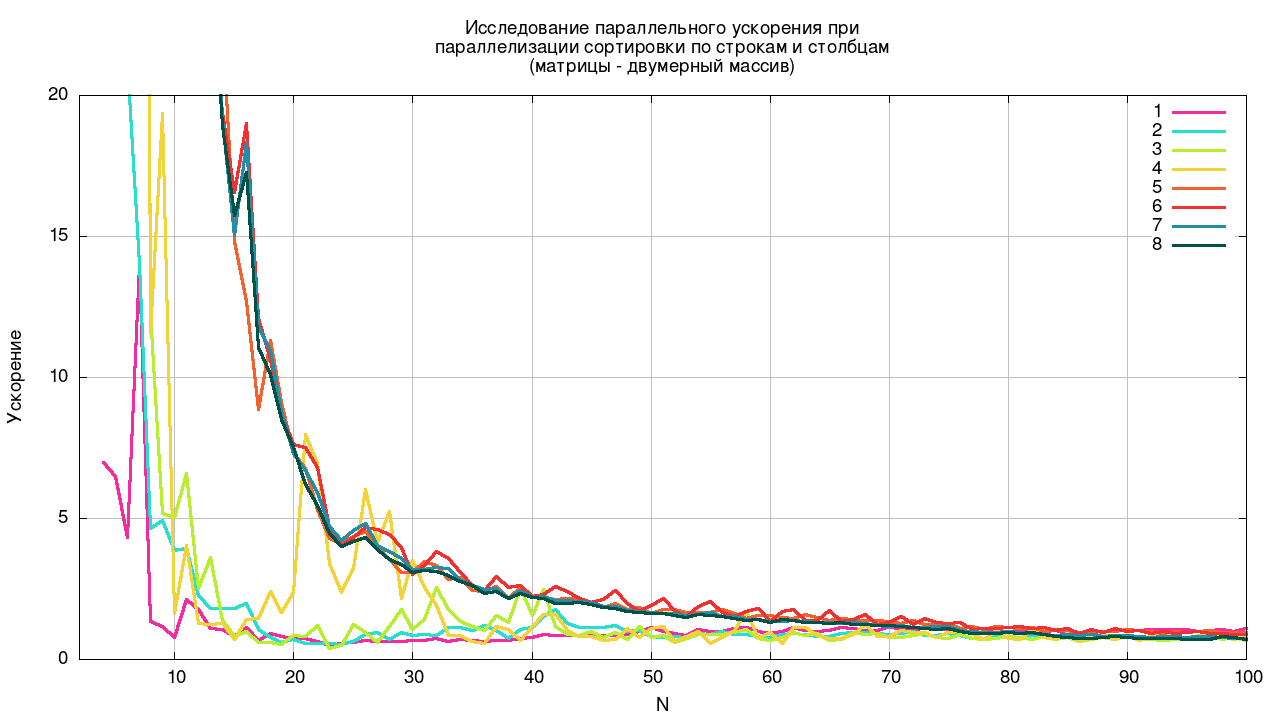 Исследование параллельного ускорения при
параллелизации сортировки по строкам и столбцам
(матрицы - двумерный массив)
20
15
10
5
0
Ускорение
1
2
3
4
5
6
7
8
10 20 30 40 50 60 70 80 90 100
N